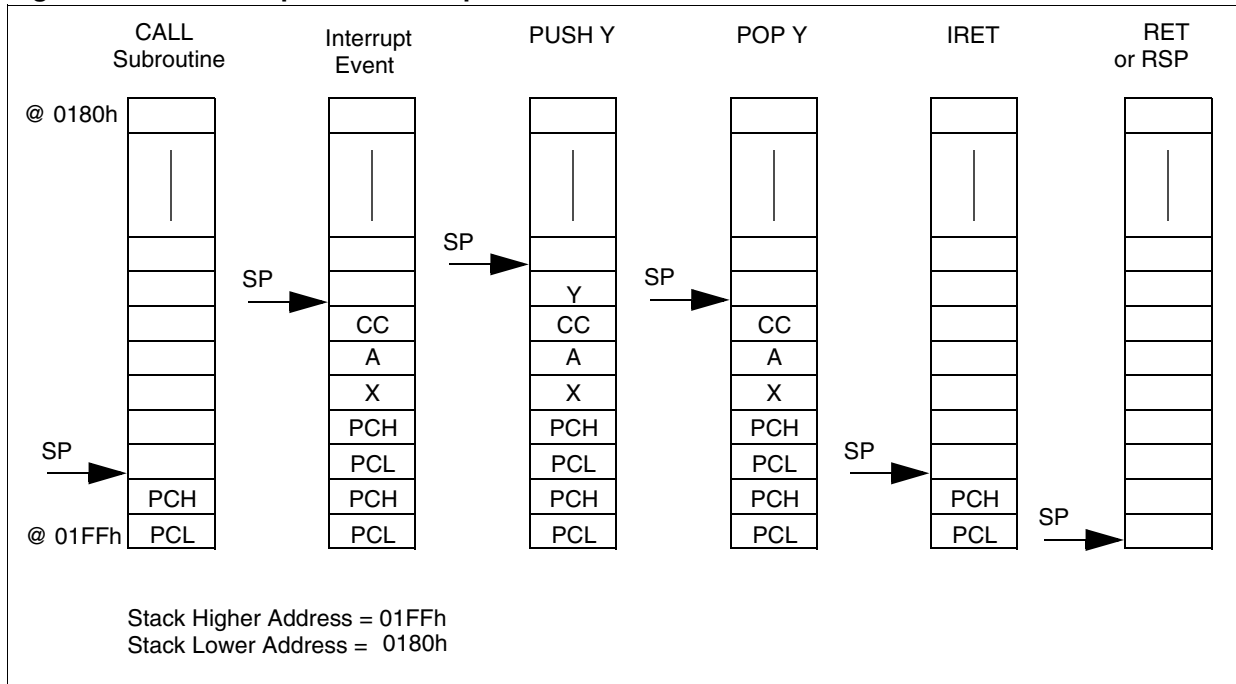 CALL
Subroutine
Interrupt
Event
PUSH Y
POP Y
IRET
RET
or RSP
@ 0180h
SP
SP
SP
Y
CC
CC
CC
A
A
A
X
X
X
PCH
PCH
PCH
SP
SP
PCL
PCL
PCL
PCH
PCH
PCH
PCH
PCH
SP
@ 01FFh
PCL
PCL
PCL
PCL
PCL
Stack Higher Address = 01FFh
Stack Lower Address = 0180h